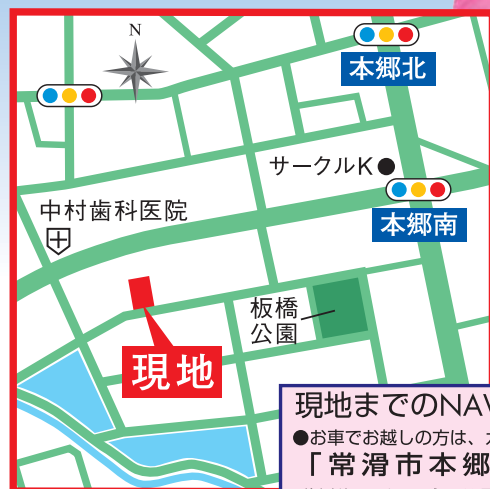 N
本郷北
サークルK
本郷南
中村歯科医院
板橋
公園
現地
現地までのNAV
●お車でお越しの方は、
「常滑市本郷